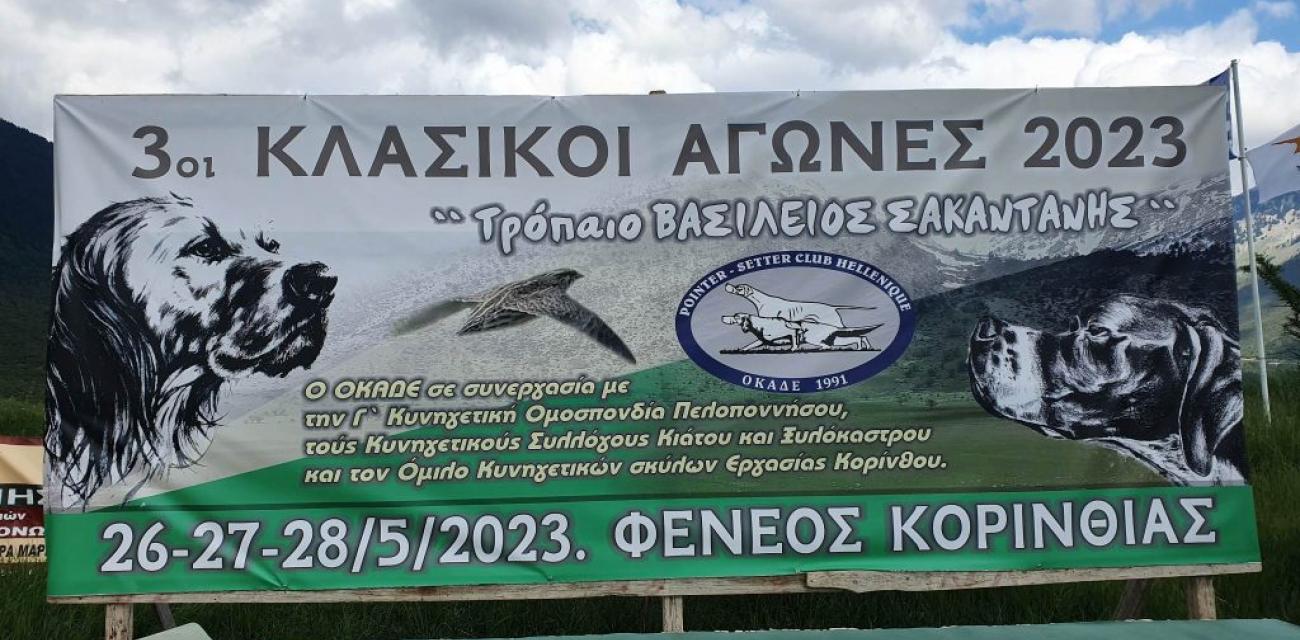 3οι ΚΛΑΣΙΚΟΙ ΑΓΩΝΕΣ 2023
`` Τρόπαιο ΒΑΣΙΛΕΙΟΣ ΣΑΚΑΝΤΑΝΗΣ ``
POINTER - SETTER CLUB HELLENIQUE
ΟΚΑΔΕ 1991
Ο ΟΚΑΔΕ σε συνεργασία με
την Γ` Κυνηγετική Ομοσπονδία Πελοποννήσου,
τούς Κυνηγετικούς Συλλόγους Κιάτου και Ξυλόκαστρου
και τον Όμιλο Κυνηγετικών σκύλων Εργασίας Κορίνθου.
26-27-28/5/2023. ΦΕΝΕΟΣ ΚΟΡΙΝΘΙΑΣ